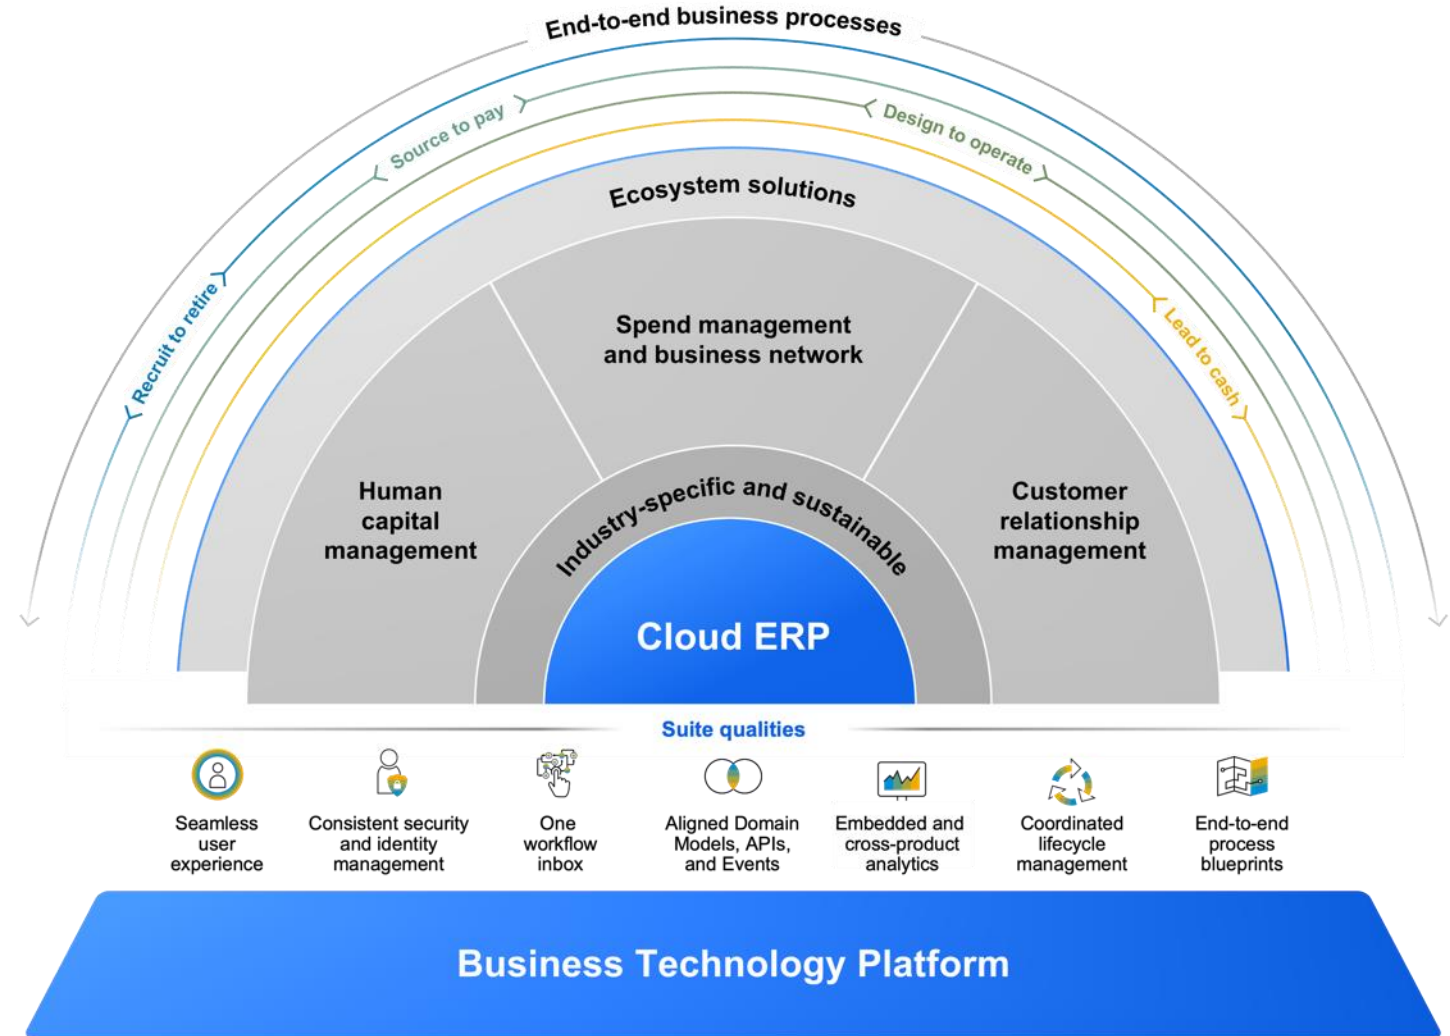 End-to-end business processes
Source to pay
Design to operate
Recruit to retire
Lead to cash
Ecosystem solutions
Spend management
and business network
Human
capital
management
Customer
relationship
management
Industry-specific and sustainable
Cloud ERP
Suite qualities
Seamless
user
experience
Consistent security
and identity
management
One
workflow
inbox
Aligned Domain
Models, APIs,
and Events
Embedded and
cross-product
analytics
Coordinated
lifecycle
management
End-to-end
process
blueprints
Business Technology Platform